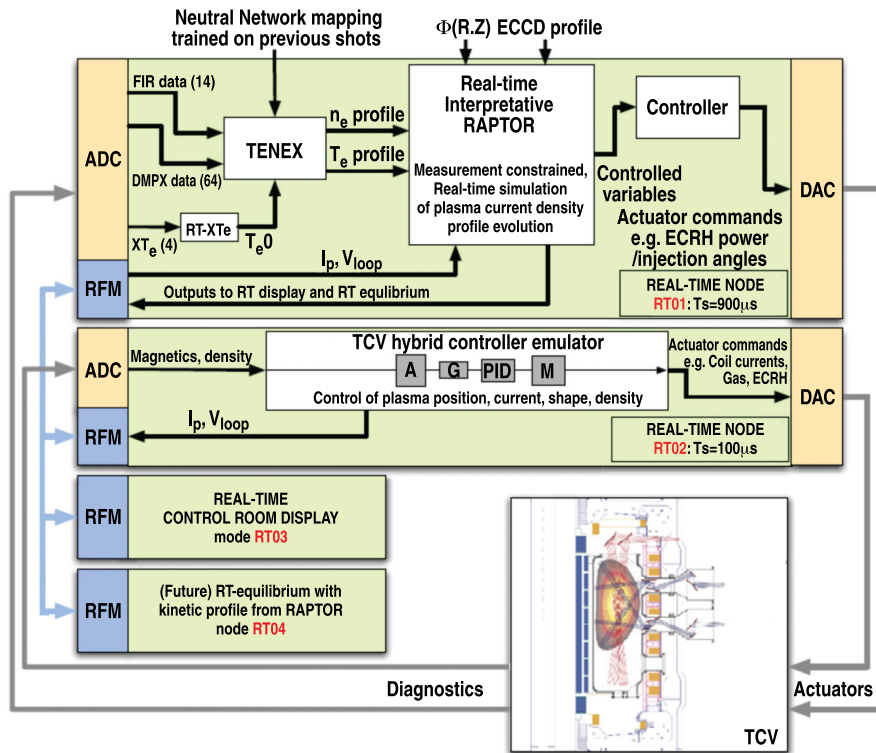 Neutral Network mapping
trained on previous shots
Φ(R.Z) ECCD profile
ADC
FIR data (14)
DMPX data (64)
XTe (4)
RT-XTe
Te0
TENEX
ne profile
Te profile
Real-time
Interpretative
RAPTOR
Measurement constrained,
Real-time simulation
of plasma current density
profile evolution
Controller
Controlled
variables
Actuator commands
e.g. ECRH power
/injection angles
DAC
RFM
Ip, Vloop
Outputs to RT display and RT equlibrium
REAL-TIME NODE
RT01: Ts=900μs
ADC
Magnetics, density
TCV hybrid controller emulator
A
G
PID
M
Control of plasma position, current, shape, density
Actuator commands
e.g. Coil currents,
Gas, ECRH
DAC
RFM
Ip, Vloop
REAL-TIME NODE
RT02: Ts=100μs
RFM
REAL-TIME
CONTROL ROOM DISPLAY
mode RT03
RFM
(Future) RT-equilibrium with
kinetic profile from RAPTOR
node RT04
Diagnostics
Actuators
TCV